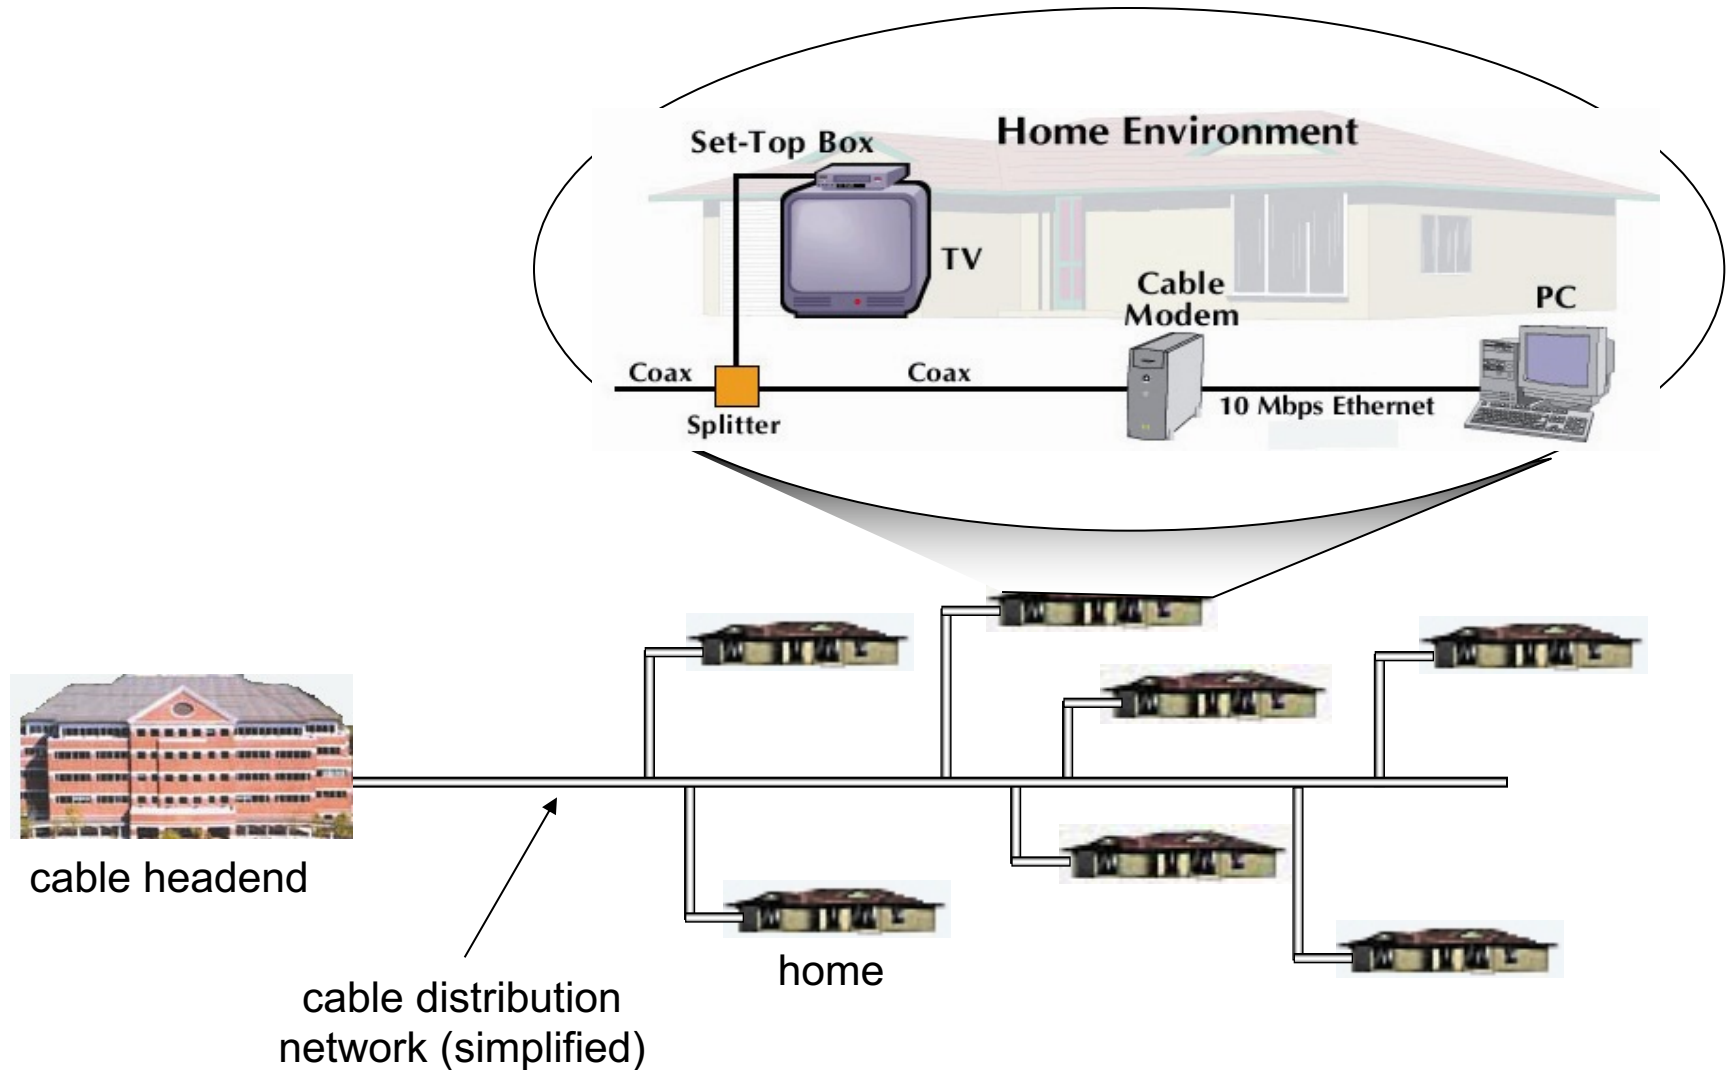 Home Environment
Set-Top Box
TV
Cable
Modem
PC
Coax
Coax
10 Mbps Ethernet
Splitter
cable headend
home
cable distribution
network (simplified)